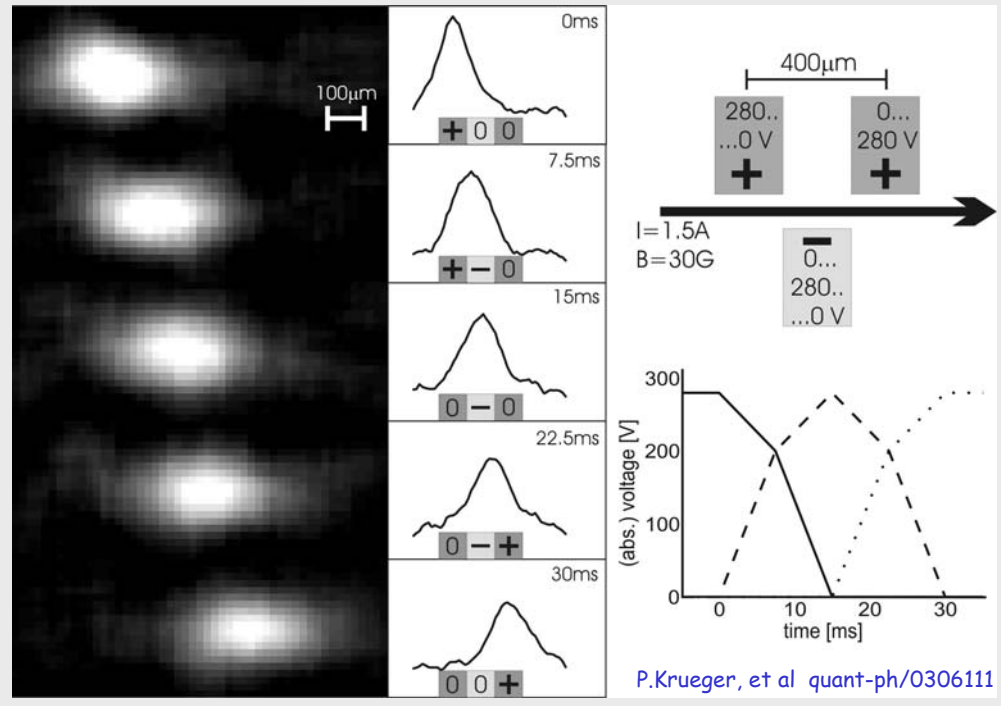 100μm
0ms
+ 0 0
7.5ms
+ − 0
15ms
0 − 0
22.5ms
0 − +
30ms
0 0 +
400μm
280.. 0...
...0 V 280 V
+ +
I=1.5A
B=30G
−
0...
280..
...0 V
300
200
100
0
(abs.) voltage [V]
0 10 20 30
time [ms]
P.Krueger, et al quant-ph/0306111